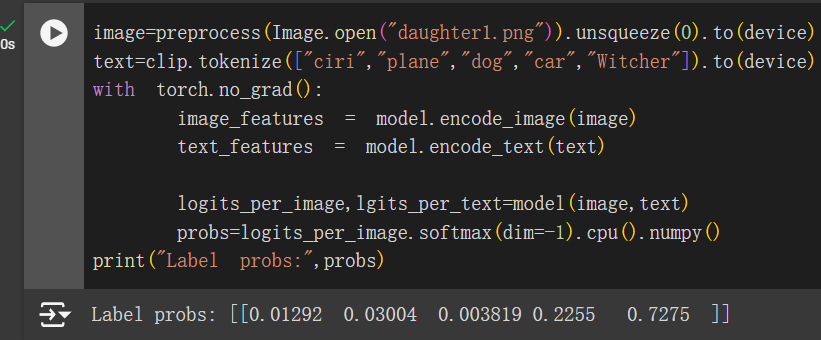 image=preprocess(Image.open("daughter1.png")).unsqueeze(0).to(device)
0s
text=clip.tokenize(["ciri","plane","dog","car","Witcher"]).to(device)
with torch.no_grad():
image_features = model.encode_image(image)
text_features = model.encode_text(text)
logits_per_image,lgits_per_text=model(image,text)
probs=logits_per_image.softmax(dim=-1).cpu().numpy()
print("Label probs:",probs)
Label probs: [[0.01292 0.03004 0.003819 0.2255 0.7275 ]]